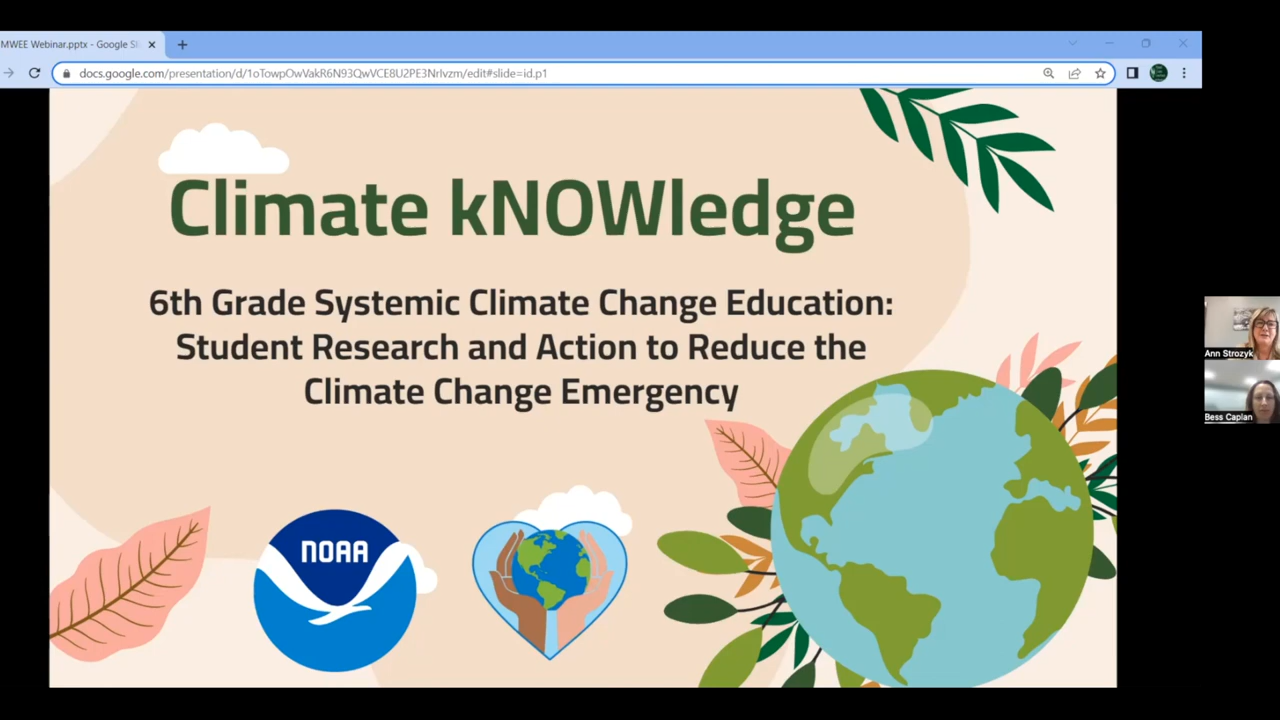 MWEE Webinar.pptx - Google Sl
docs.google.com/presentation/d/1oTowpOwVakR6N93QwVCE8U2PE3NrIvzm/edit#slide=id.p1
Climate kNOWledge
6th Grade Systemic Climate Change Education:
Student Research and Action to Reduce the
Climate Change Emergency
NOAA
Ann Strozyk
Bess Caplan